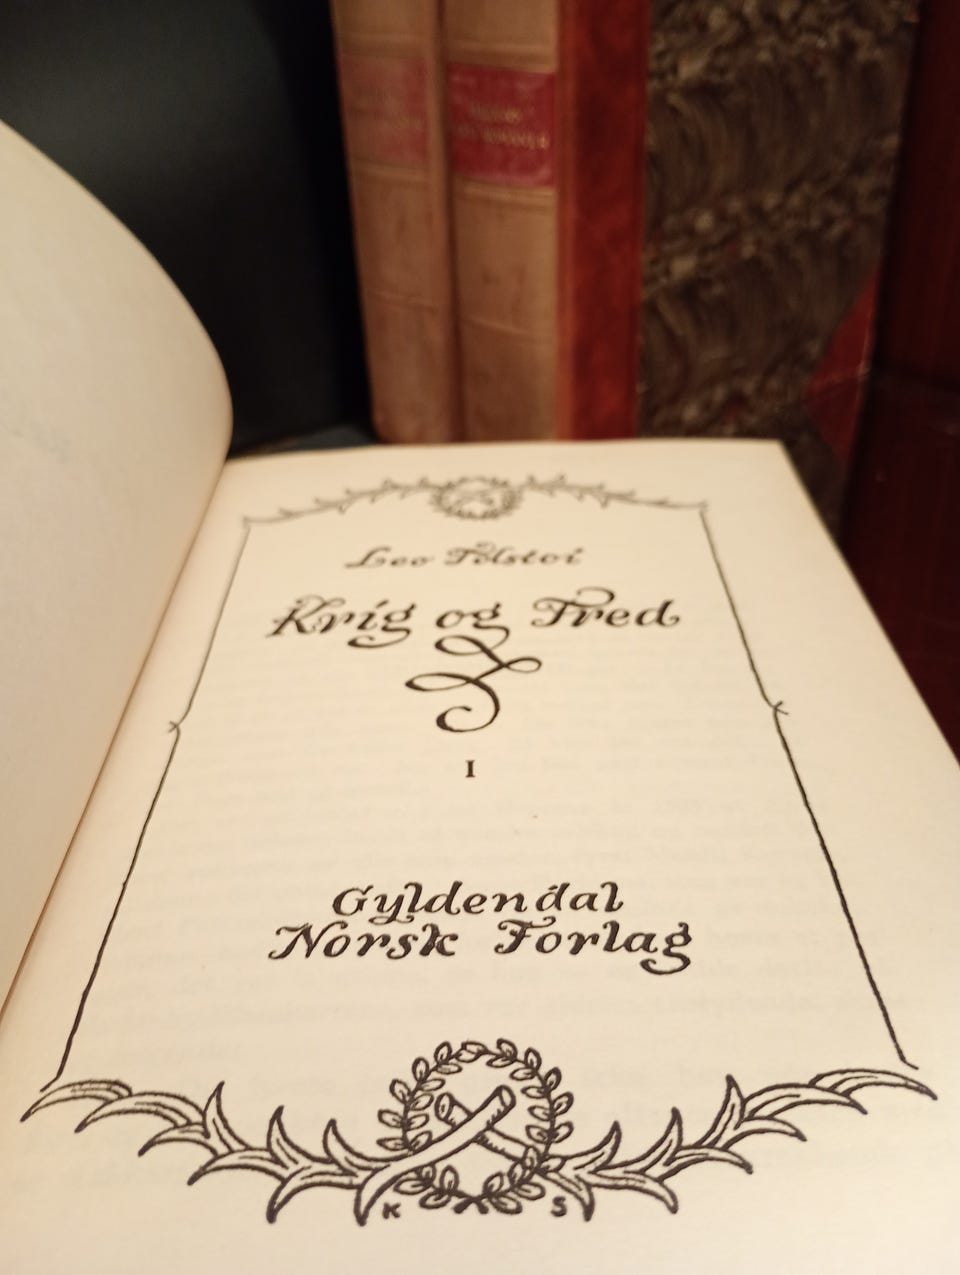 Leo Tolstoi
Krig og Fred
I
Gyldendal
Norsk Forlag
K S